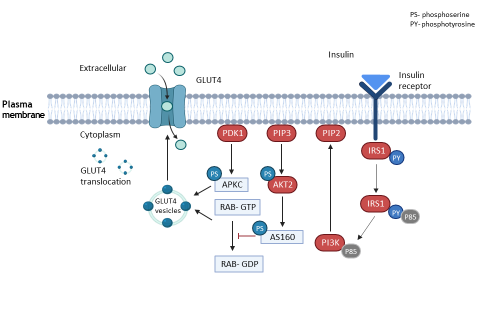 PS- phosphoserine
PY- phosphotyrosine
Insulin
Extracellular
GLUT4
Insulin
receptor
Plasma
membrane
Cytoplasm
PDK1
PIP3
PIP2
IRS1
PY
GLUT4
translocation
PS
APKC
PS
AKT2
GLUT4
vesicles
RAB- GTP
IRS1
PY
P85
PS
AS160
PI3K
P85
RAB- GDP